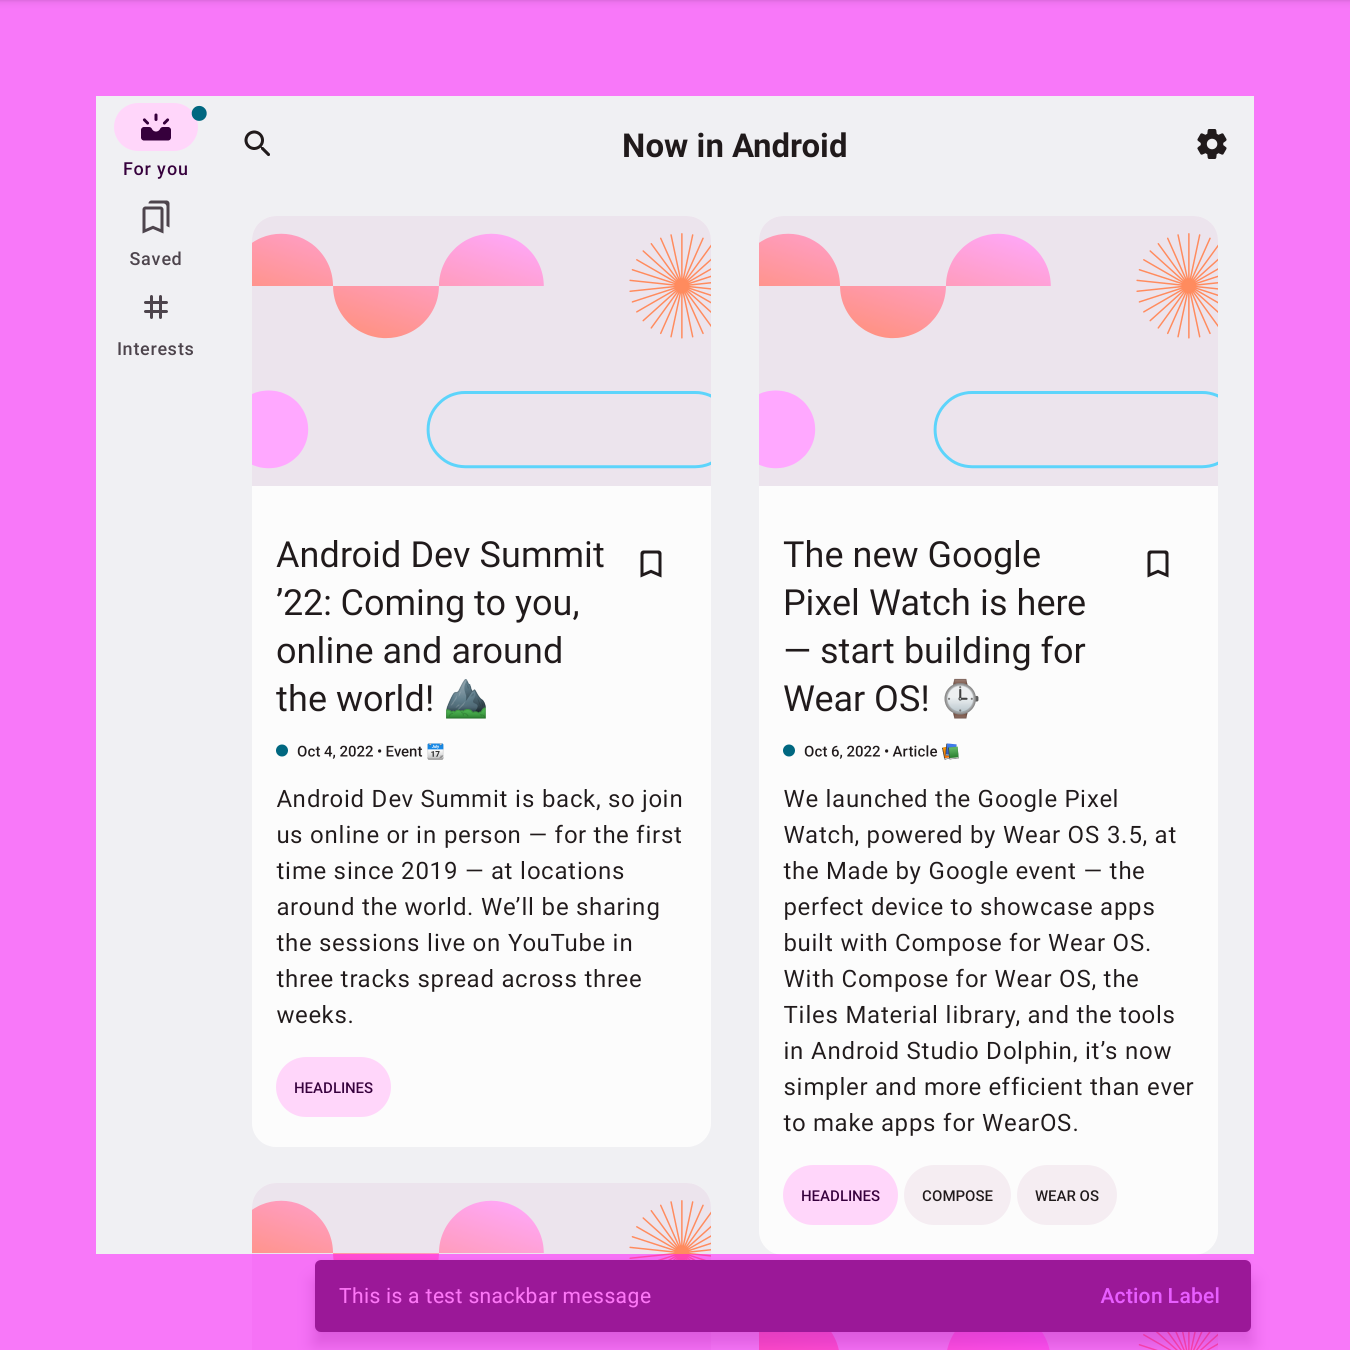 For you
Saved
Interests
Now in Android
Android Dev Summit
’22: Coming to you,
online and around
the world! ⛰️
Oct 4, 2022 • Event 📆
Android Dev Summit is back, so join
us online or in person — for the first
time since 2019 — at locations
around the world. We’ll be sharing
the sessions live on YouTube in
three tracks spread across three
weeks.
HEADLINES
The new Google
Pixel Watch is here
— start building for
Wear OS! ⌚
Oct 6, 2022 • Article 📚
We launched the Google Pixel
Watch, powered by Wear OS 3.5, at
the Made by Google event — the
perfect device to showcase apps
built with Compose for Wear OS.
With Compose for Wear OS, the
Tiles Material library, and the tools
in Android Studio Dolphin, it’s now
simpler and more efficient than ever
to make apps for WearOS.
HEADLINES COMPOSE WEAR OS
This is a test snackbar message Action Label